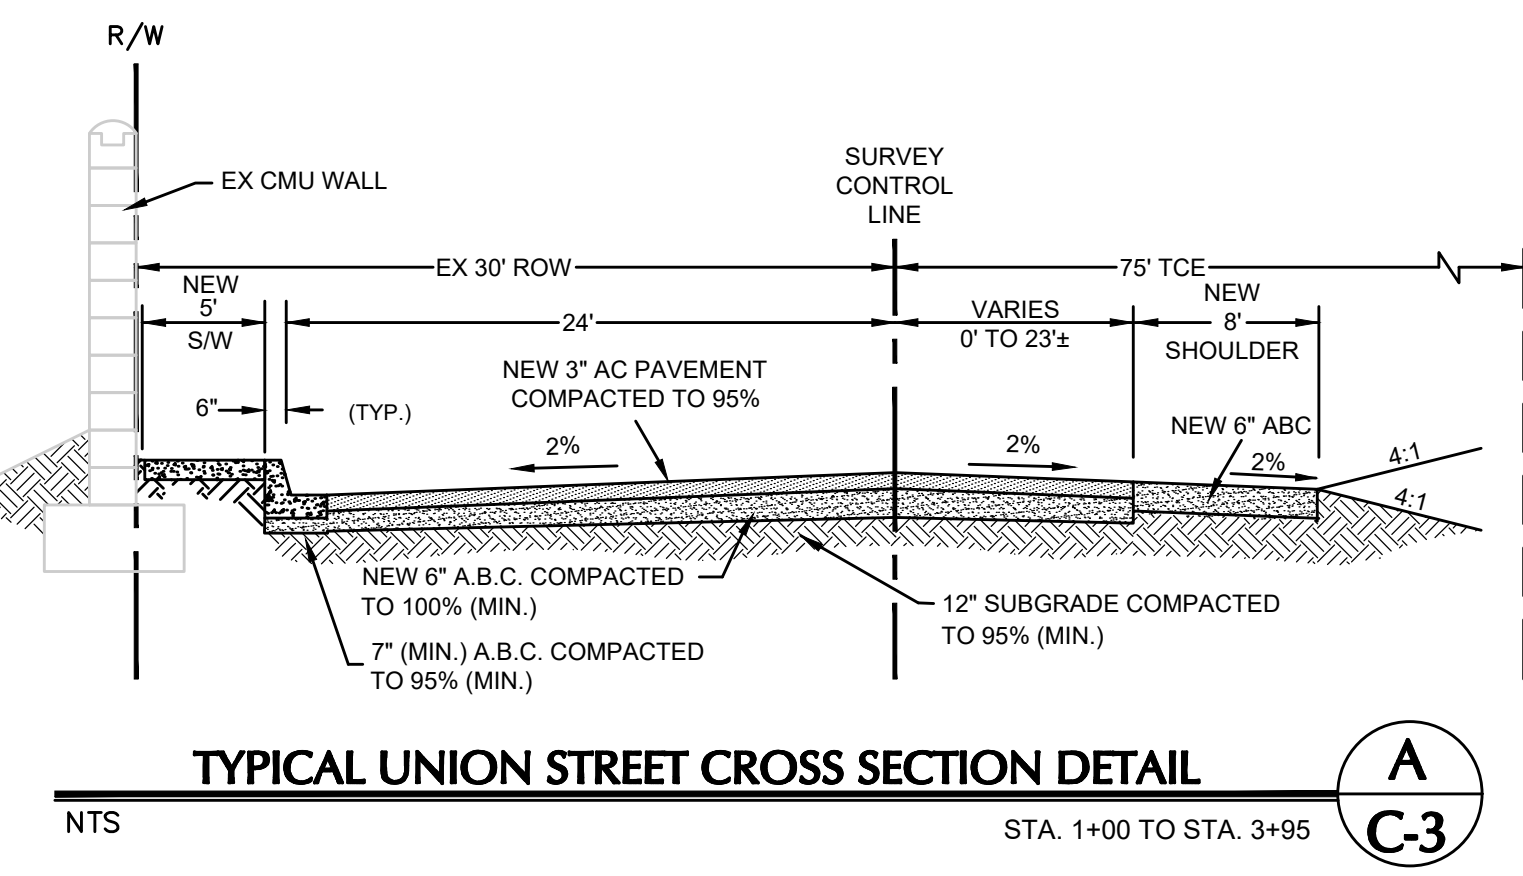 R/W
EX CMU WALL
SURVEY
CONTROL
LINE
EX 30' ROW
75' TCE
NEW
5'
S/W
24'
VARIES
0' TO 23'±
NEW
8'
SHOULDER
6"
(TYP.)
NEW 3" AC PAVEMENT
COMPACTED TO 95%
NEW 6" ABC
2%
2%
2%
4:1
4:1
NEW 6" A.B.C. COMPACTED
TO 100% (MIN.)
12" SUBGRADE COMPACTED
TO 95% (MIN.)
7" (MIN.) A.B.C. COMPACTED
TO 95% (MIN.)
TYPICAL UNION STREET CROSS SECTION DETAIL
A
C-3
NTS
STA. 1+00 TO STA. 3+95